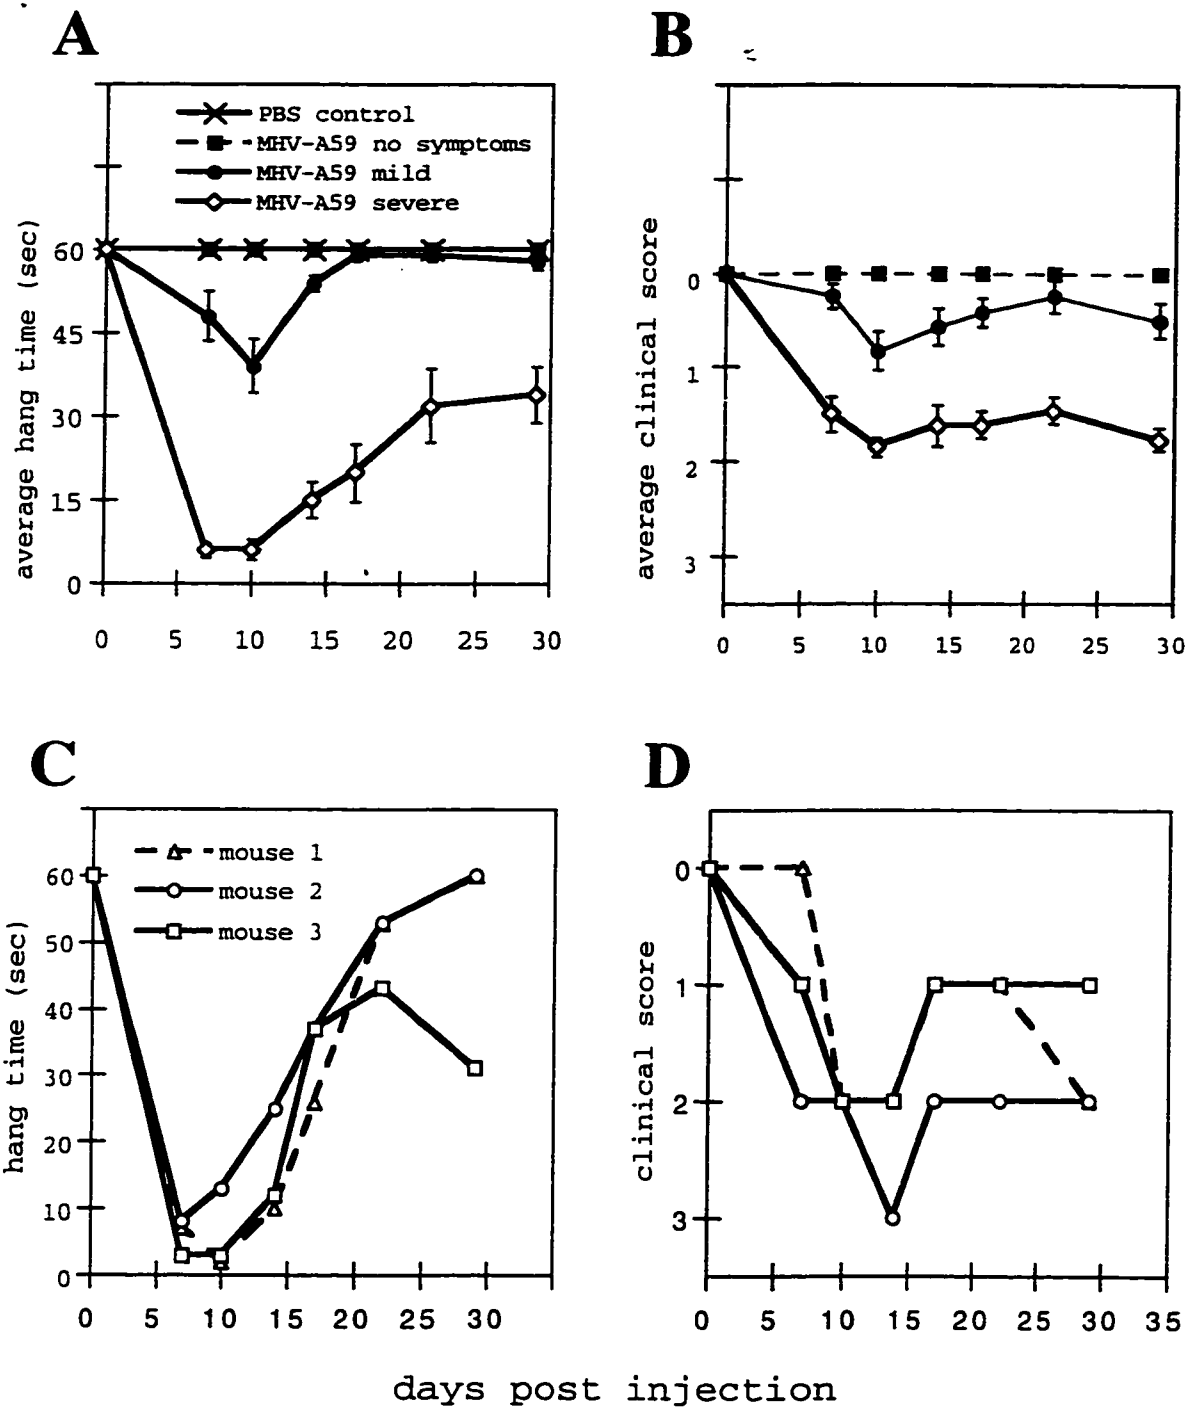 A
PBS control
MHV-A59 no symptoms
MHV-A59 mild
MHV-A59 severe
average hang time (sec)
60
45
30
15
0
0 5 10 15 20 25 30
B
average clinical score
0
1
2
3
0 5 10 15 20 25 30
C
mouse 1
mouse 2
mouse 3
hang time (sec)
60
50
40
30
20
10
0
0 5 10 15 20 25 30
D
clinical score
0
1
2
3
0 5 10 15 20 25 30 35
days post injection